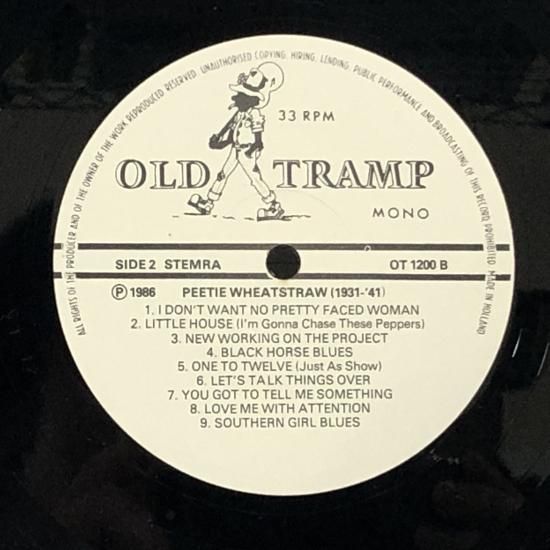 ALL RIGHTS OF THE PRODUCER AND OF THE OWNER OF THE WORK REPRODUCED RESERVED. UNAUTHORISED COPYING, HIRING, LENDING, PUBLIC PERFORMANCE AND BROADCASTING OF THIS RECORD PROHIBITED. MADE IN HOLLAND
33 RPM
OLD TRAMP
MONO
SIDE 2 STEMRA OT 1200 B
Ⓟ 1986 PEETIE WHEATSTRAW (1931-'41)
1. I DON'T WANT NO PRETTY FACED WOMAN
2. LITTLE HOUSE (I'm Gonna Chase These Peppers)
3. NEW WORKING ON THE PROJECT
4. BLACK HORSE BLUES
5. ONE TO TWELVE (Just As Show)
6. LET'S TALK THINGS OVER
7. YOU GOT TO TELL ME SOMETHING
8. LOVE ME WITH ATTENTION
9. SOUTHERN GIRL BLUES